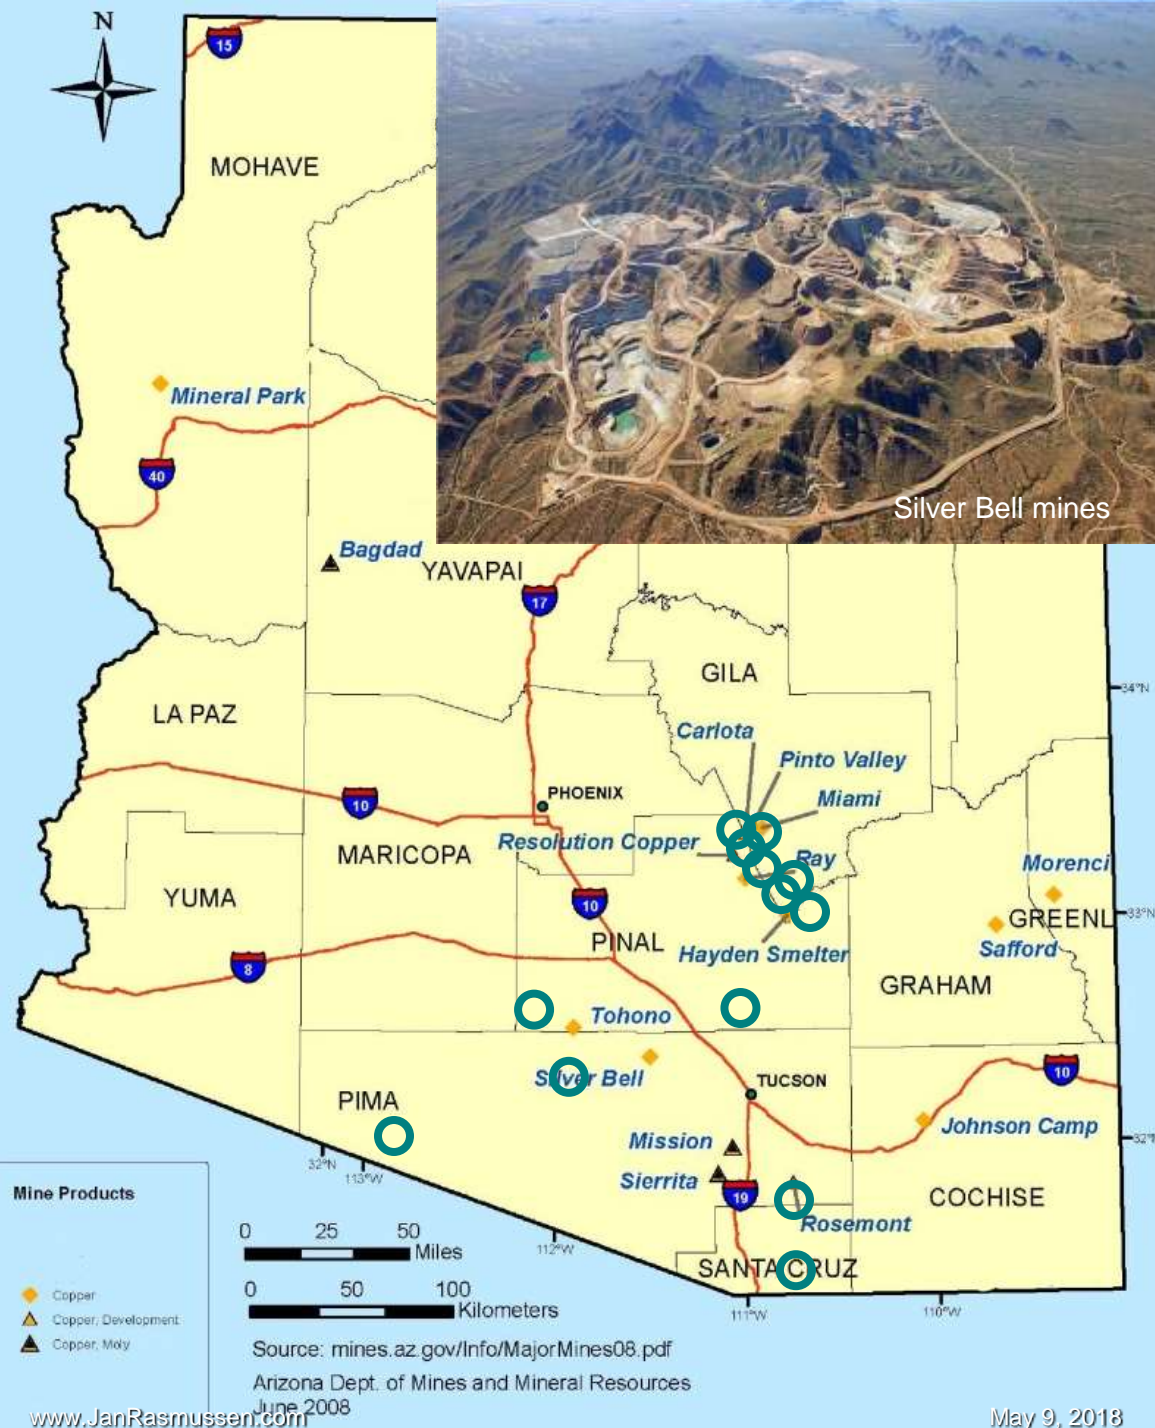 N
15
MOHAVE
Mineral Park
40
Silver Bell mines
Bagdad
YAVAPAI
17
GILA
34°N
LA PAZ
Carlota
Pinto Valley
PHOENIX
Miami
10
Resolution Copper
MARICOPA
Ray
Morenci
YUMA
10
33°N
GREENL
PINAL
Safford
Hayden Smelter
8
GRAHAM
Tohono
Silver Bell
TUCSON
10
PIMA
Johnson Camp
Mission
32°N
32°N
113°W
Sierrita
19
COCHISE
Rosemont
Mine Products
0 25 50
Miles
112°W
SANTA CRUZ
0 50 100
Kilometers
111°W
110°W
Copper
Copper, Development
Copper, Moly
Source: mines.az.gov/Info/MajorMines08.pdf
Arizona Dept. of Mines and Mineral Resources
June 2008
www.JanRasmussen.com
May 9, 2018